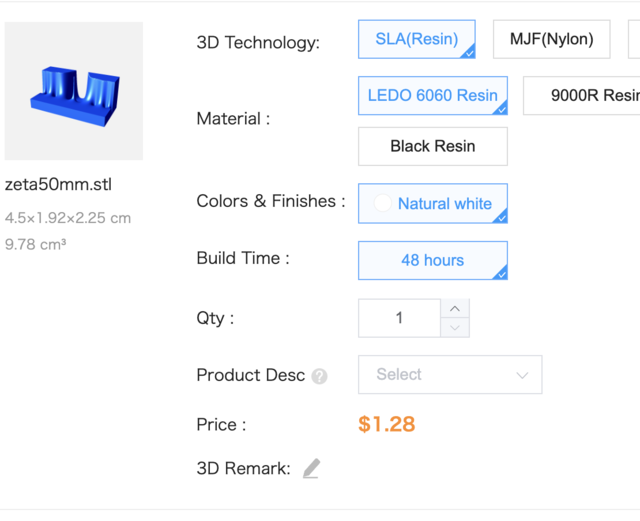 3D Technology:
SLA(Resin)
MJF(Nylon)
Material :
LEDO 6060 Resin
9000R Resin
Black Resin
zeta50mm.stl
4.5×1.92×2.25 cm
9.78 cm³
Colors & Finishes :
Natural white
Build Time :
48 hours
Qty :
1
Product Desc ?
Select
Price :
$1.28
3D Remark: